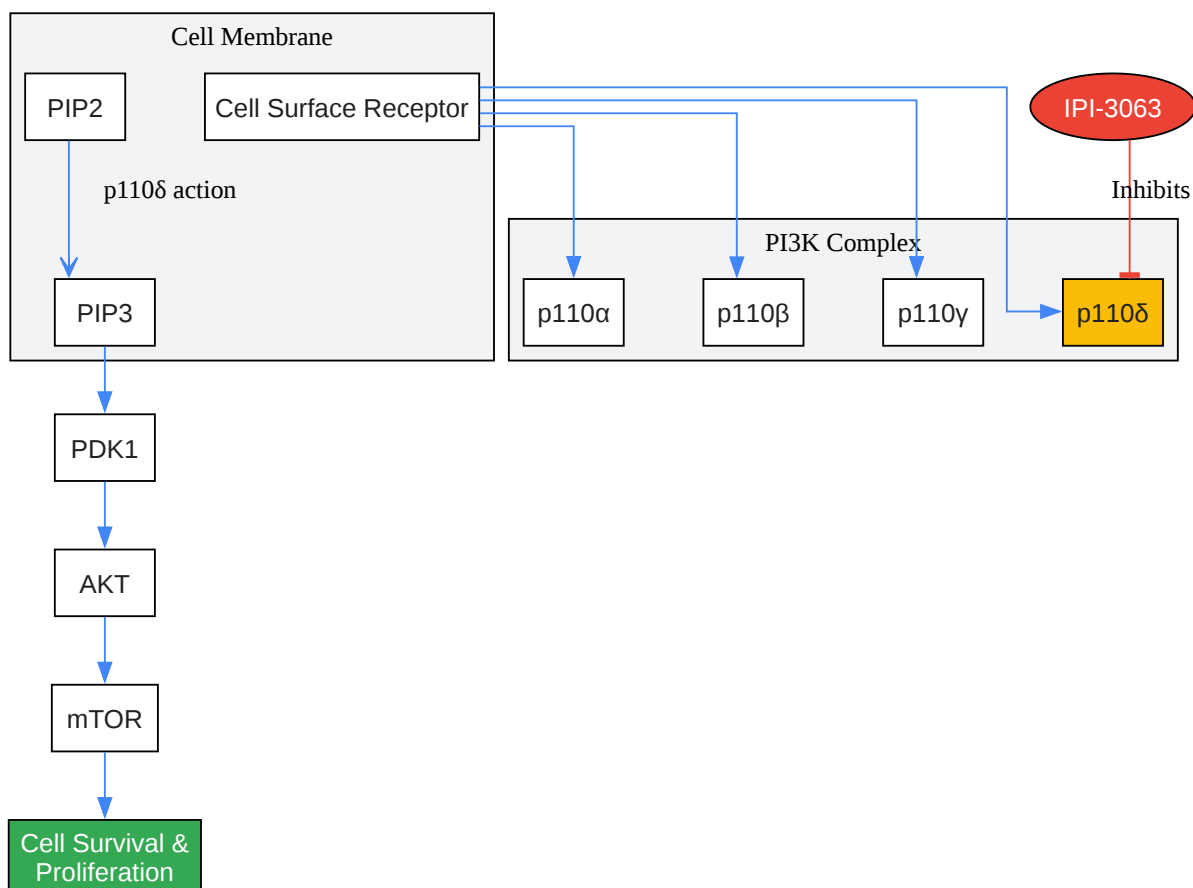 Cell Membrane
PIP2
Cell Surface Receptor
IPI-3063
p110δ action
Inhibits
PI3K Complex
PIP3
p110α
p110β
p110γ
p110δ
PDK1
AKT
mTOR
Cell Survival &
Proliferation